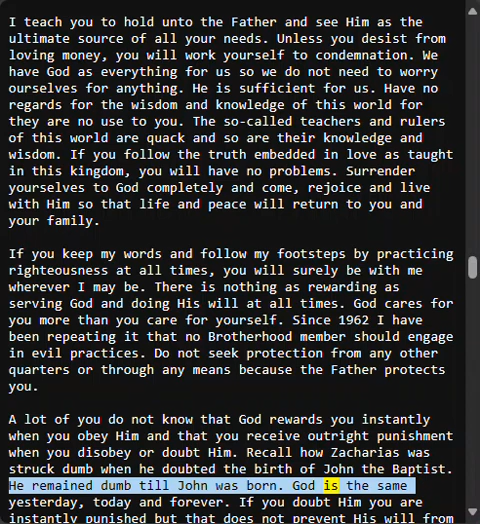 I teach you to hold unto the Father and see Him as the
ultimate source of all your needs. Unless you desist from
loving money, you will work yourself to condemnation. We
have God as everything for us so we do not need to worry
ourselves for anything. He is sufficient for us. Have no
regards for the wisdom and knowledge of this world for
they are no use to you. The so-called teachers and rulers
of this world are quack and so are their knowledge and
wisdom. If you follow the truth embedded in love as taught
in this kingdom, you will have no problems. Surrender
yourselves to God completely and come, rejoice and live
with Him so that life and peace will return to you and
your family.

If you keep my words and follow my footsteps by practicing
righteousness at all times, you will surely be with me
wherever I may be. There is nothing as rewarding as
serving God and doing His will at all times. God cares for
you more than you care for yourself. Since 1962 I have
been repeating it that no Brotherhood member should engage
in evil practices. Do not seek protection from any other
quarters or through any means because the Father protects
you.

A lot of you do not know that God rewards you instantly
when you obey Him and that you receive outright punishment
when you disobey or doubt Him. Recall how Zacharias was
struck dumb when he doubted the birth of John the Baptist.
He remained dumb till John was born. God is the same
yesterday, today and forever. If you doubt Him you are
instantly punished but that does not prevent His will from